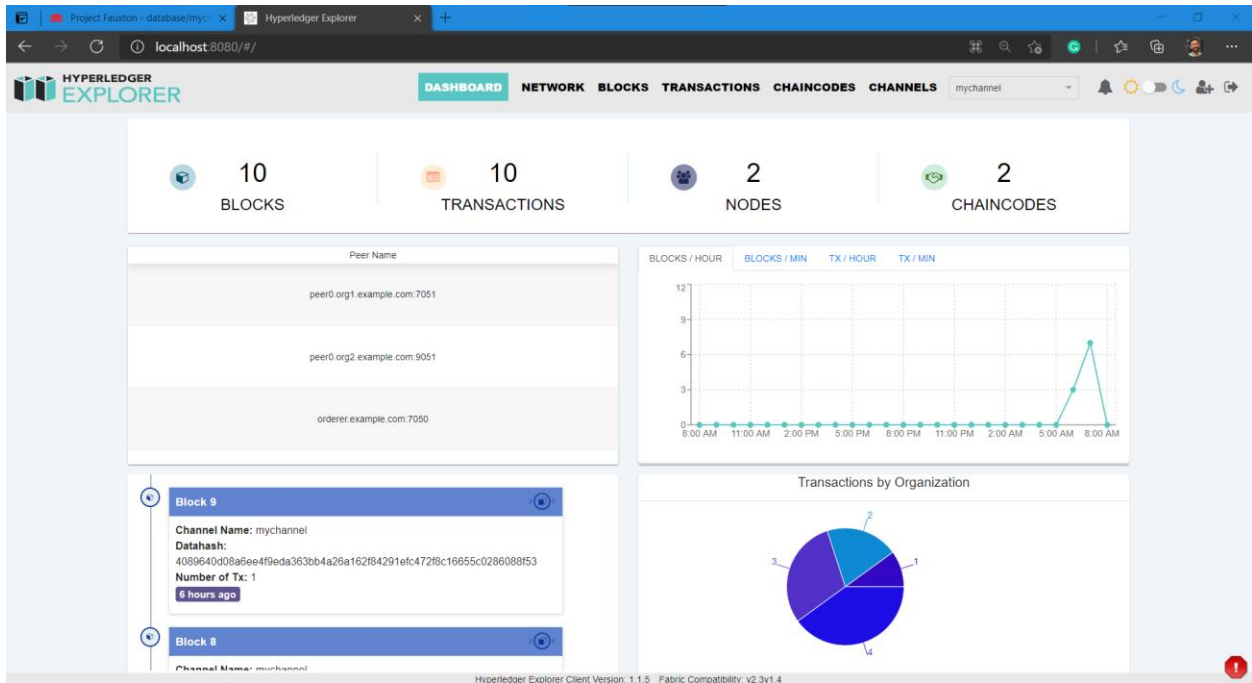 Project Fauxton - database/myc
Hyperledger Explorer
localhost:8080/#/
HYPERLEDGER
EXPLORER
DASHBOARD NETWORK BLOCKS TRANSACTIONS CHAINCODES CHANNELS mychannel
10
BLOCKS
10
TRANSACTIONS
2
NODES
2
CHAINCODES
Peer Name
peer0.org1.example.com:7051
peer0.org2.example.com:9051
orderer.example.com:7050
BLOCKS / HOUR BLOCKS / MIN TX / HOUR TX / MIN
12
9
6
3
0
8:00 AM 11:00 AM 2:00 PM 5:00 PM 8:00 PM 11:00 PM 2:00 AM 5:00 AM 8:00 AM
Block 9
Channel Name: mychannel
Datahash:
4089640d08a6ee4f9eda363bb4a26a162f84291efc472f8c16655c0286088f53
Number of Tx: 1
6 hours ago
Block 8
Channel Name: mychannel
Transactions by Organization
2
3
1
4
Hyperledger Explorer Client Version: 1.1.5 Fabric Compatibility: v2.3v1.4